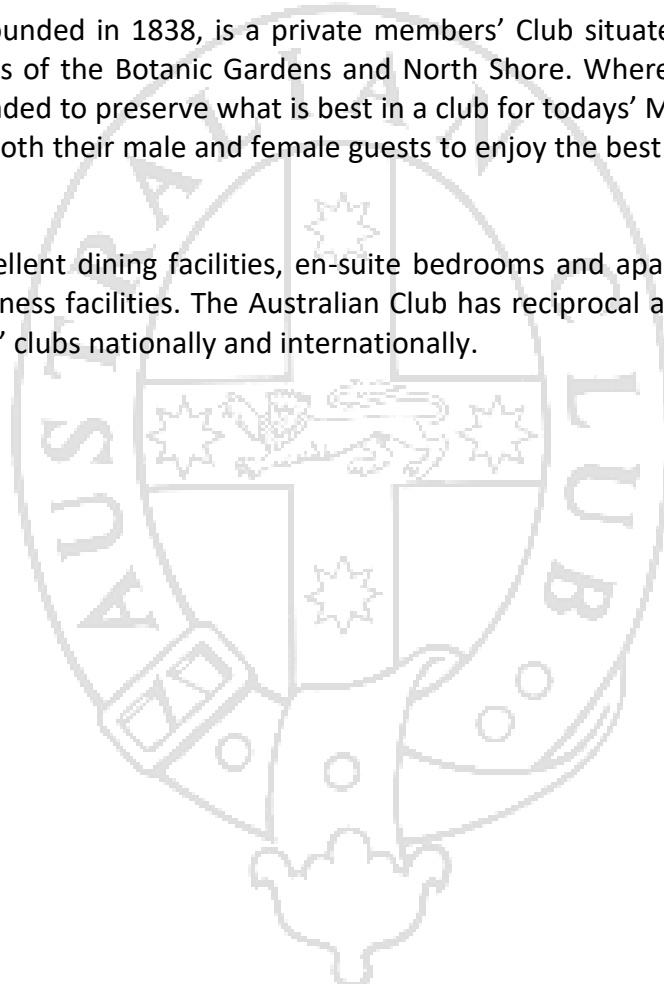 ounded in 1838, is a private members’ Club situate
s of the Botanic Gardens and North Shore. Where
ded to preserve what is best in a club for todays’ M
oth their male and female guests to enjoy the best
ellent dining facilities, en-suite bedrooms and apa
ness facilities. The Australian Club has reciprocal a
’ clubs nationally and internationally.
AUSTRALIAN CLUB